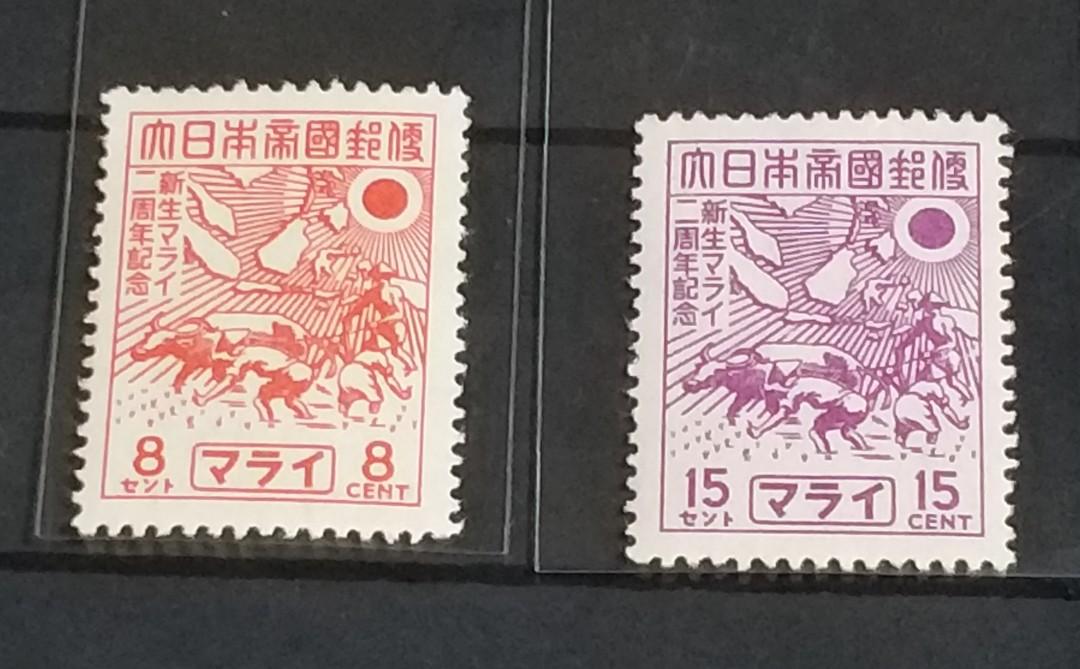 大日本帝國郵便
新生マライ
二周年記念
8 マライ 8
セント CENT
大日本帝國郵便
新生マライ
二周年記念
15 マライ 15
セント CENT